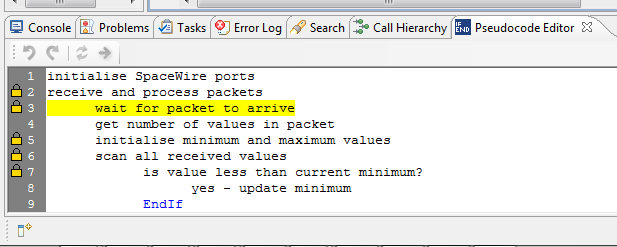 Console Problems Tasks Error Log Search Call Hierarchy IF END Pseudocode Editor
1 initialise SpaceWire ports
2 receive and process packets
3 wait for packet to arrive
4 get number of values in packet
5 initialise minimum and maximum values
6 scan all received values
7 is value less than current minimum?
8 yes - update minimum
9 EndIf